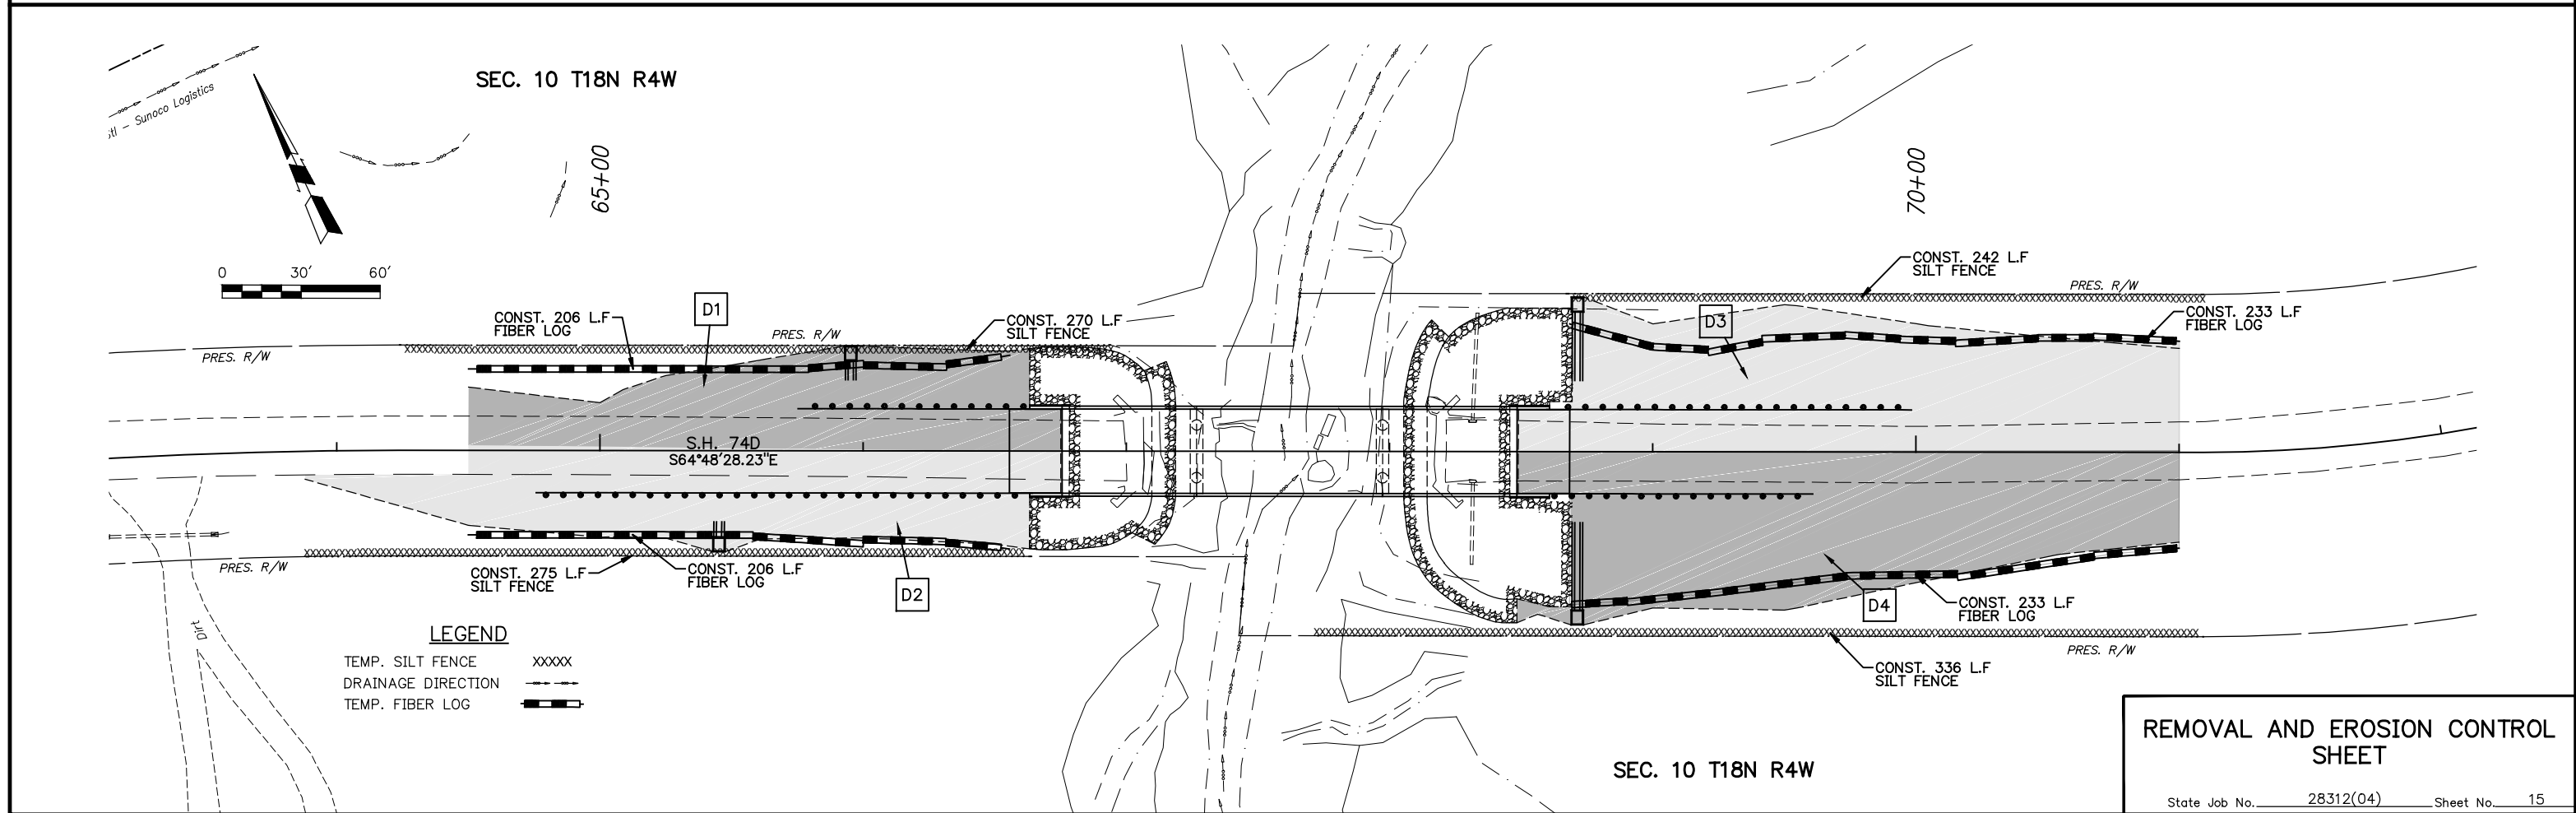 SEC. 10 T18N R4W
- Sunoco Logistics
65+00
70+00
0 30' 60'
CONST. 242 L.F
SILT FENCE
PRES. R/W
CONST. 206 L.F
FIBER LOG
D1
PRES. R/W
CONST. 270 L.F
SILT FENCE
D3
CONST. 233 L.F
FIBER LOG
PRES. R/W
S.H. 74D
S64°48'28.23"E
PRES. R/W
CONST. 275 L.F
SILT FENCE
CONST. 206 L.F
FIBER LOG
D2
D4
CONST. 233 L.F
FIBER LOG
Dirt
PRES. R/W
CONST. 336 L.F
SILT FENCE
LEGEND
TEMP. SILT FENCE XXXXX
DRAINAGE DIRECTION
TEMP. FIBER LOG
SEC. 10 T18N R4W
REMOVAL AND EROSION CONTROL
SHEET
State Job No. 28312(04) Sheet No. 15